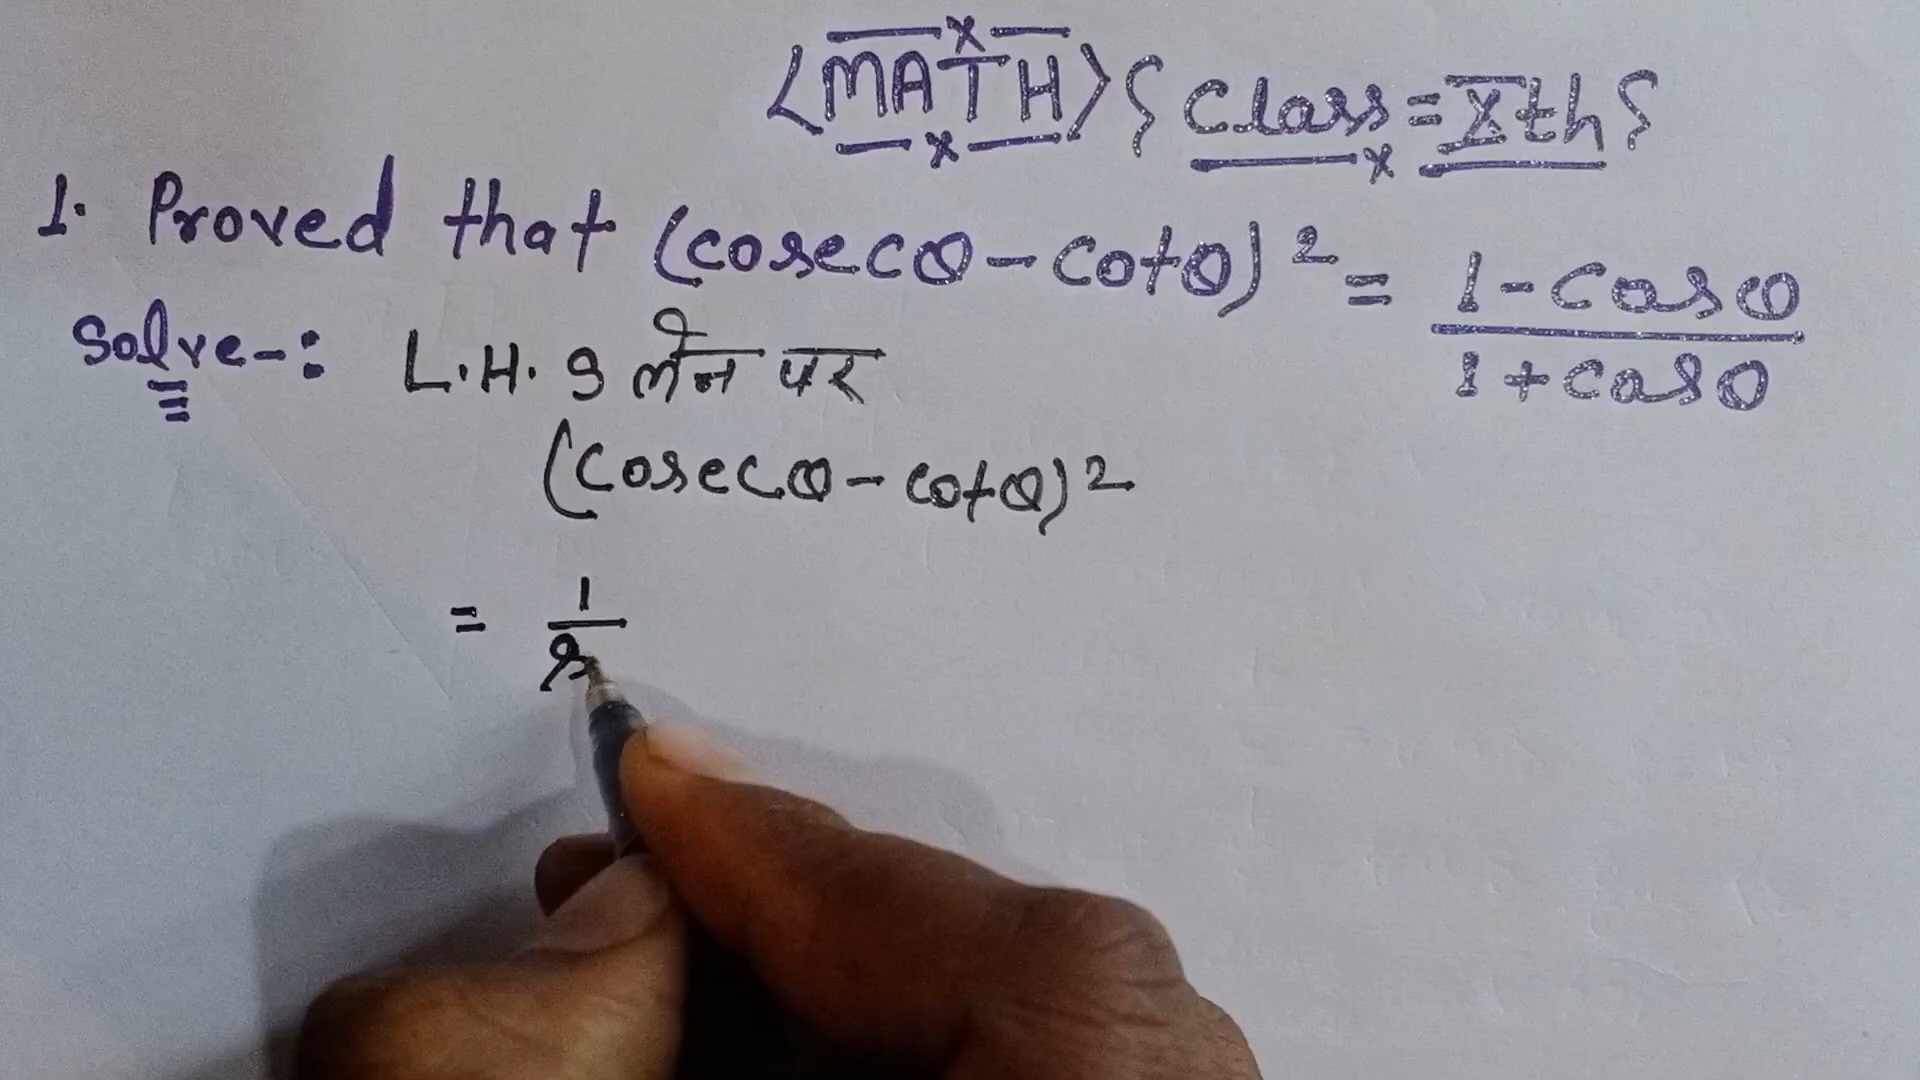 <MATH> { Class = Xth }
1. Proved that (cosecθ - cotθ)² = 1 - cosθ / 1 + cosθ
Solve-: L.H.S लेने पर
(cosecθ - cotθ)²
= 1 / s